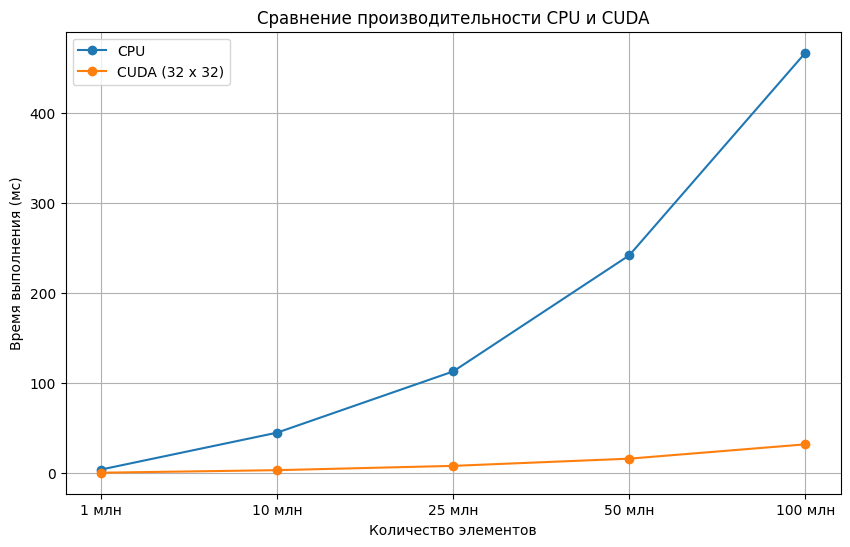 Сравнение производительности CPU и CUDA
CPU
CUDA (32 x 32)
Время выполнения (мс)
400
300
200
100
0
1 млн
10 млн
25 млн
50 млн
100 млн
Количество элементов